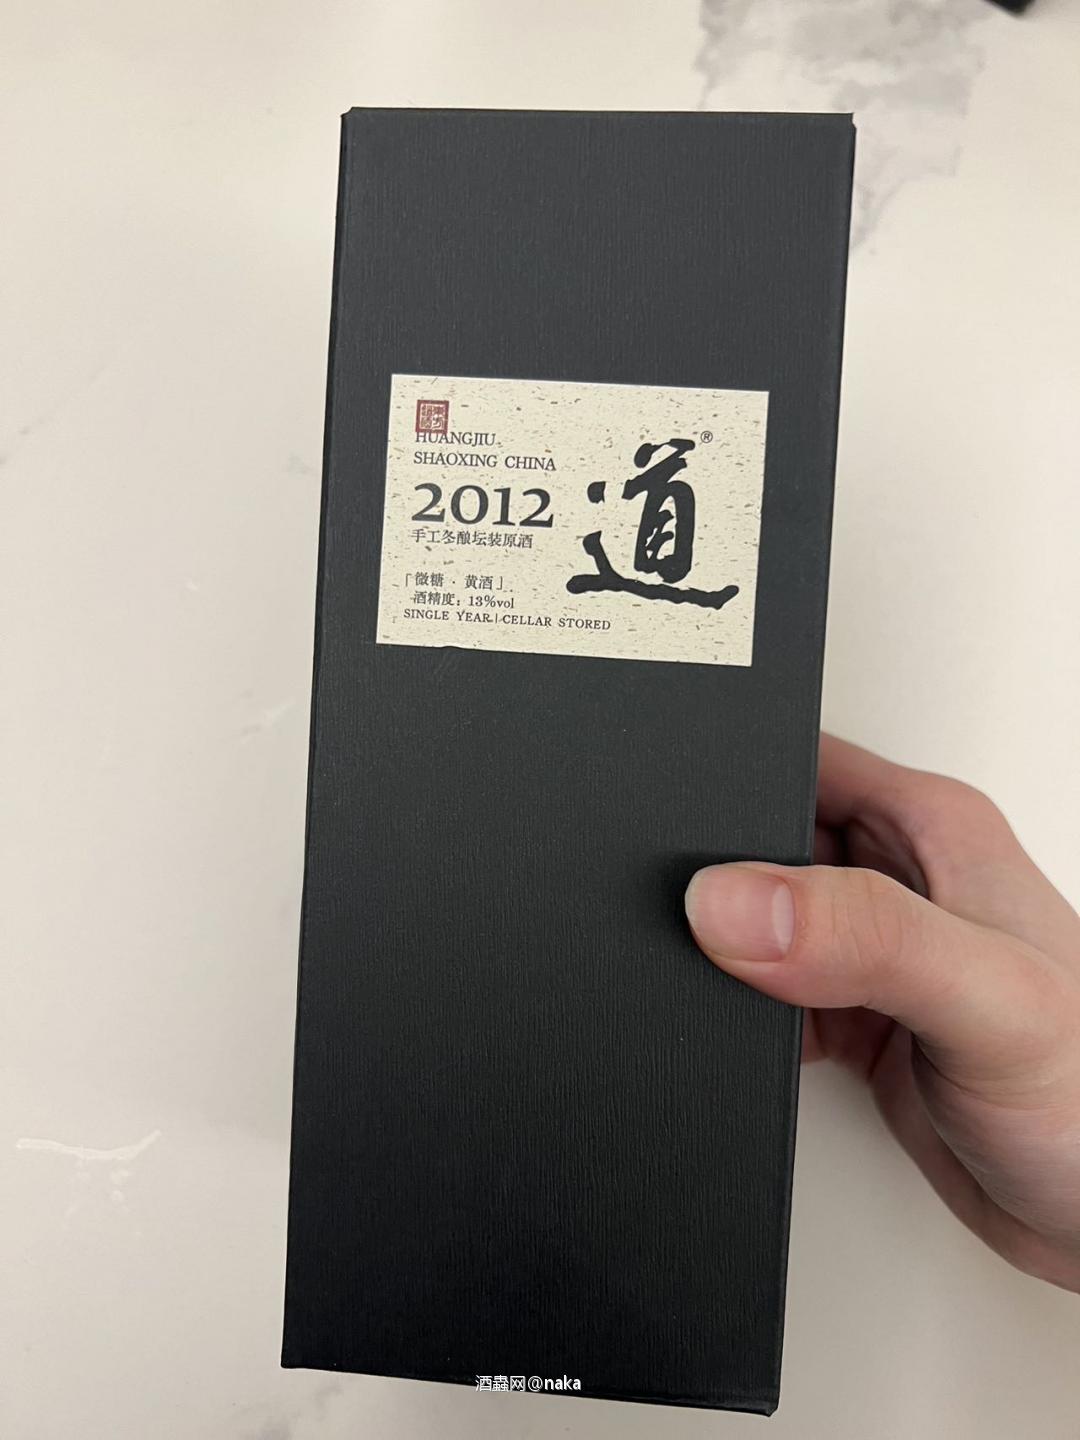 HUANGJIU
SHAOXING CHINA
2012
手工冬酿坛装原酒
「微糖 · 黄酒」
酒精度：13%vol
SINGLE YEAR | CELLAR STORED
道®
酒蟲网@naka